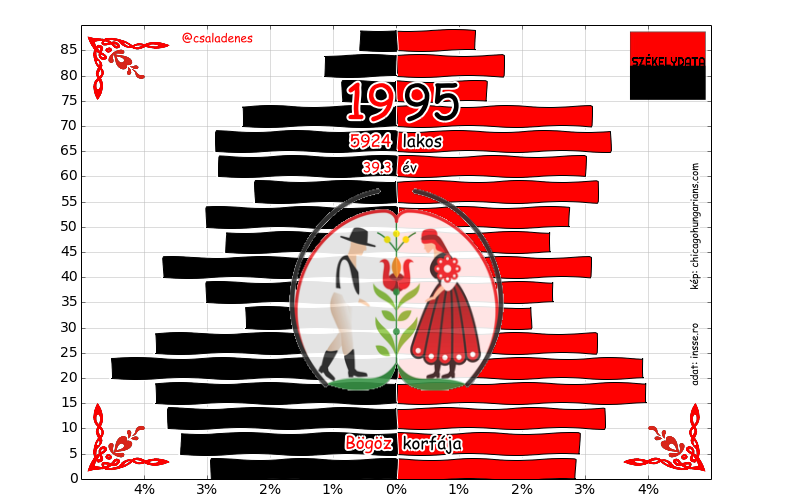 @csaladenes
SZÉKELYDATA
1995
5924 lakos
39.3 év
kép: chicagohungarians.com
adat: insse.ro
Bögöz korfája
85
80
75
70
65
60
55
50
45
40
35
30
25
20
15
10
5
0
4% 3% 2% 1% 0% 1% 2% 3% 4%